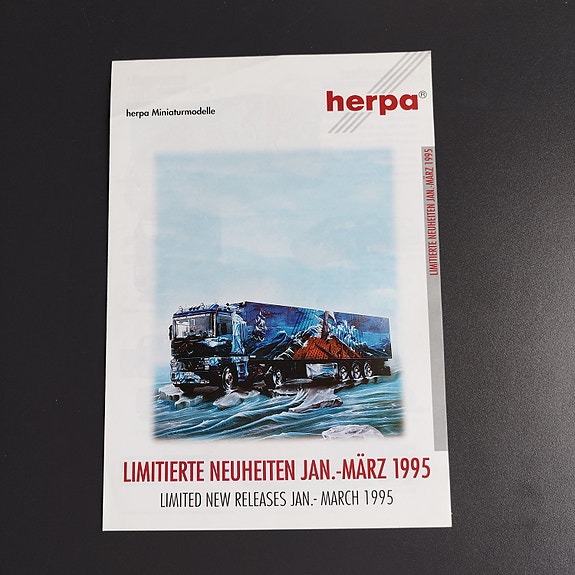 herpa®
herpa Miniaturmodelle
LIMITIERTE NEUHEITEN JAN.-MÄRZ 1995
LIMITIERTE NEUHEITEN JAN.-MÄRZ 1995
LIMITED NEW RELEASES JAN.- MARCH 1995